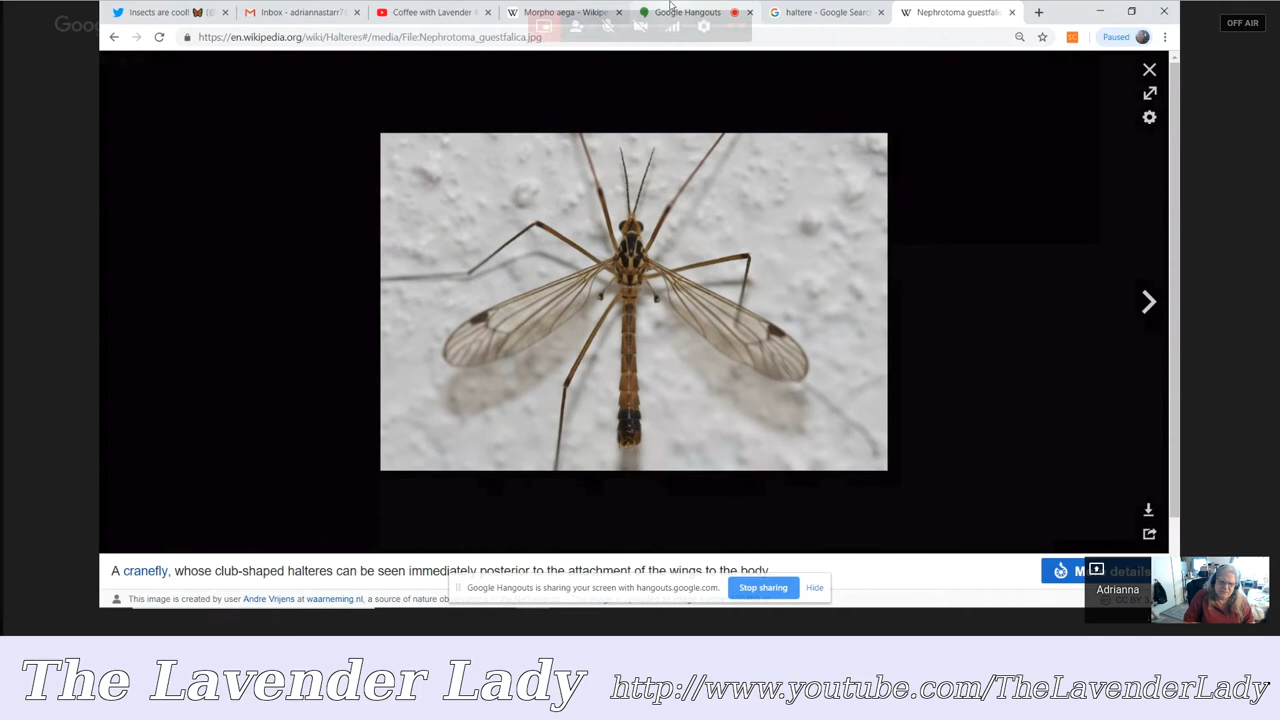 Insects are cool!
Inbox - adriannastarr7
Coffee with Lavender
Morpho aega - Wikipe
Google Hangouts
haltere - Google Searc
Nephrotoma guestfalic
OFF AIR
https://en.wikipedia.org/wiki/Halteres#/media/File:Nephrotoma_guestfalica.jpg
Paused
A cranefly, whose club-shaped halteres can be seen immediately posterior to the attachment of the wings to the body
details
Google Hangouts is sharing your screen with hangouts.google.com.
Stop sharing
Hide
Adrianna
This image is created by user Andre Vrijens at waarneming.nl, a source of nature
The Lavender Lady
http://www.youtube.com/TheLavenderLady